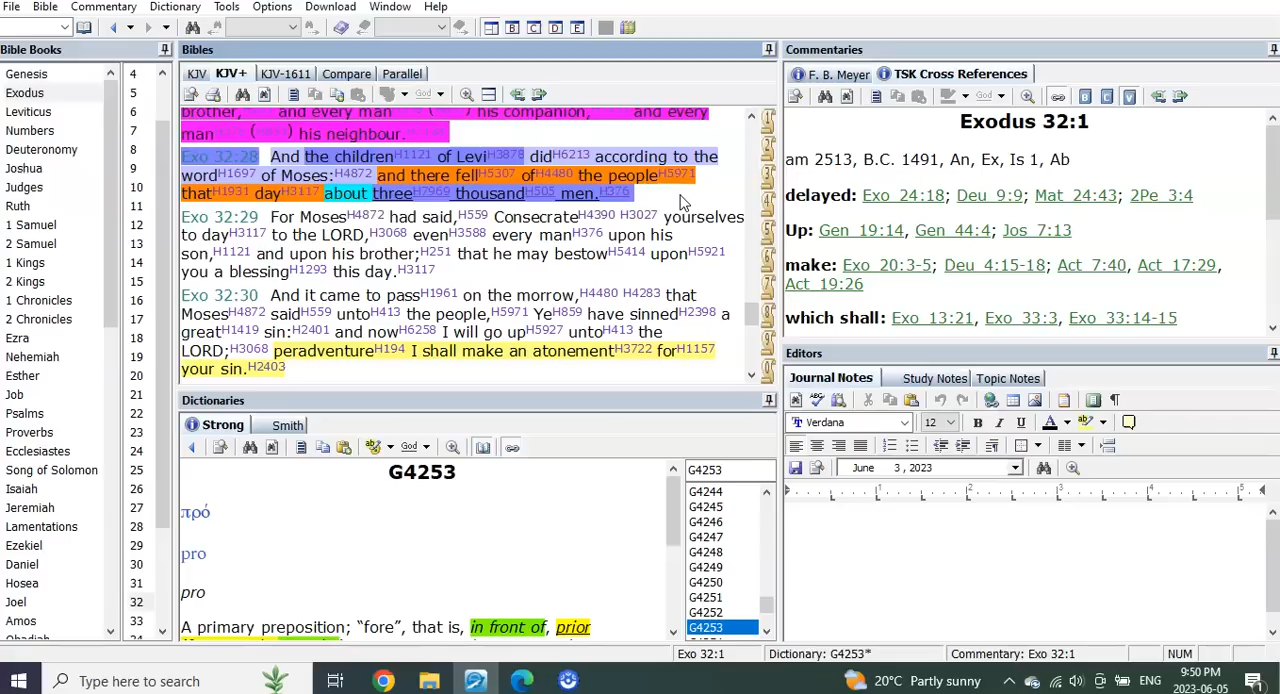 File Bible Commentary Dictionary Tools Options Download Window Help
B C D E
Bible Books
Genesis 4
Exodus 5
Leviticus 6
Numbers 7
Deuteronomy 8
Joshua 9
Judges 10
Ruth 11
1 Samuel 12
2 Samuel 13
1 Kings 14
2 Kings 15
1 Chronicles 16
2 Chronicles 17
Ezra 18
Nehemiah 19
Esther 20
Job 21
Psalms 22
Proverbs 23
Ecclesiastes 24
Song of Solomon 25
Isaiah 26
Jeremiah 27
Lamentations 28
Ezekiel 29
Daniel 30
Hosea 31
Joel 32
Amos 33
Obadiah 34
Bibles
KJV KJV+ KJV-1611 Compare Parallel
God
brother, and every man his companion, and every
man his neighbour.
Exo 32:28 And the children H1121 of Levi H3878 did H6213 according to the
word H1697 of Moses: H4872 and there fell H5307 of H4480 the people H5971
that H1931 day H3117 about three H7969 thousand H505 men. H376
Exo 32:29 For Moses H4872 had said, H559 Consecrate H4390 H3027 yourselves
to day H3117 to the LORD, H3068 even H3588 every man H376 upon his
son, H1121 and upon his brother; H251 that he may bestow H5414 upon H5921
you a blessing H1293 this day. H3117
Exo 32:30 And it came to pass H1961 on the morrow, H4480 H4283 that
Moses H4872 said H559 unto H413 the people, H5971 Ye H859 have sinned H2398 a
great H1419 sin: H2401 and now H6258 I will go up H5927 unto H413 the
LORD; H3068 peradventure H194 I shall make an atonement H3722 for H1157
your sin. H2403
Dictionaries
Strong Smith
God
G4253
πρό
pro
pro
A primary preposition; “fore”, that is, in front of, prior
G4253
G4244
G4245
G4246
G4247
G4248
G4249
G4250
G4251
G4252
G4253
Commentaries
F. B. Meyer TSK Cross References
God B C V
Exodus 32:1
am 2513, B.C. 1491, An, Ex, Is 1, Ab
delayed: Exo 24:18; Deu 9:9; Mat 24:43; 2Pe 3:4
Up: Gen 19:14, Gen 44:4; Jos 7:13
make: Exo 20:3-5; Deu 4:15-18; Act 7:40, Act 17:29,
Act 19:26
which shall: Exo 13:21, Exo 33:3, Exo 33:14-15
Editors
Journal Notes Study Notes Topic Notes
Verdana 12 B I U A ab
June 3, 2023
1 2 3 4 5
Exo 32:1 Dictionary: G4253* Commentary: Exo 32:1 NUM
Type here to search
20°C Partly sunny ENG
9:50 PM
2023-06-05